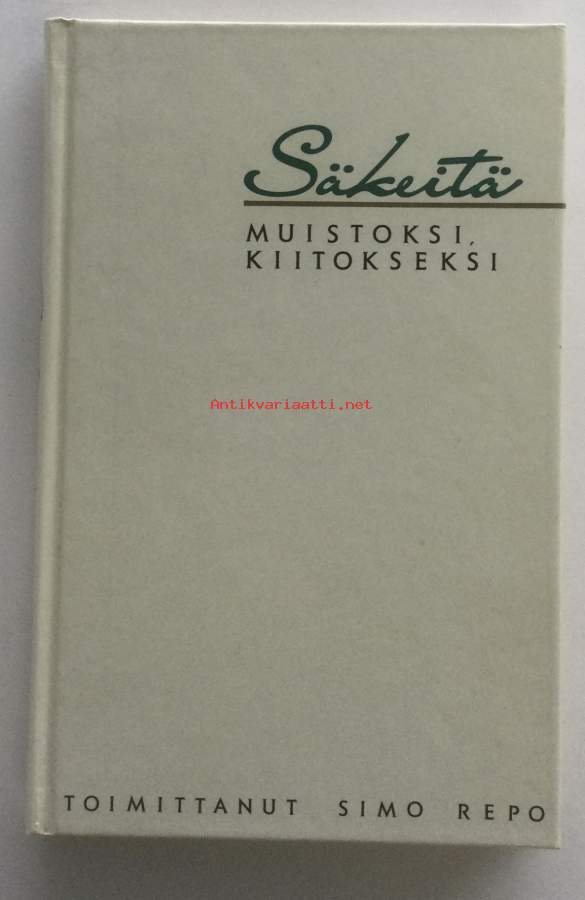 Säkeitä
MUISTOKSI,
KIITOKSEKSI
Antikvariaatti.net
TOIMITTANUT SIMO REPO